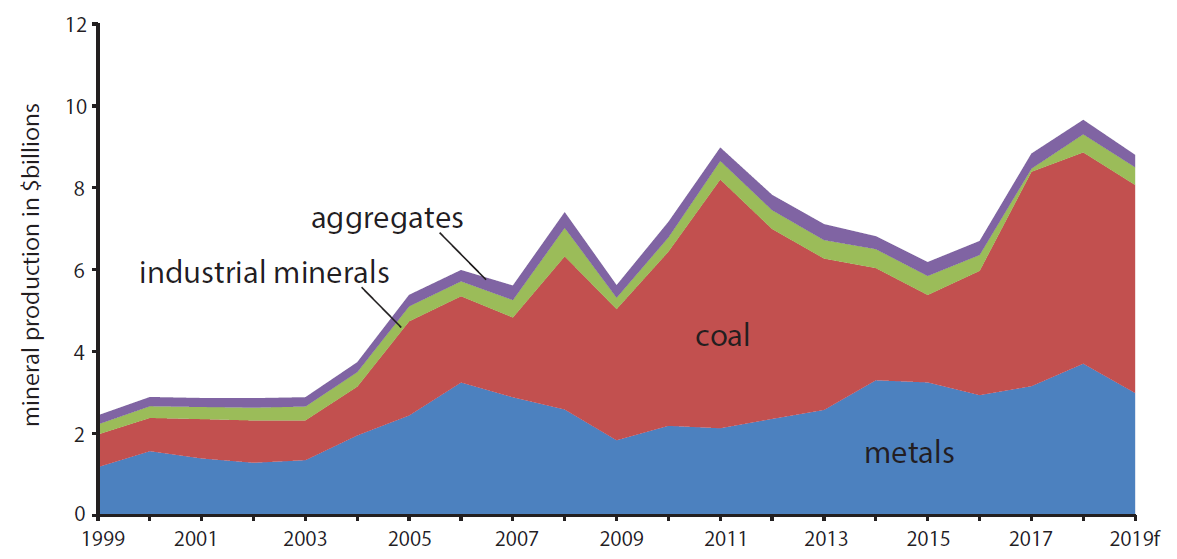 12
10
8
6
4
2
0
mineral production in $billions
aggregates
industrial minerals
coal
metals
1999 2001 2003 2005 2007 2009 2011 2013 2015 2017 2019f